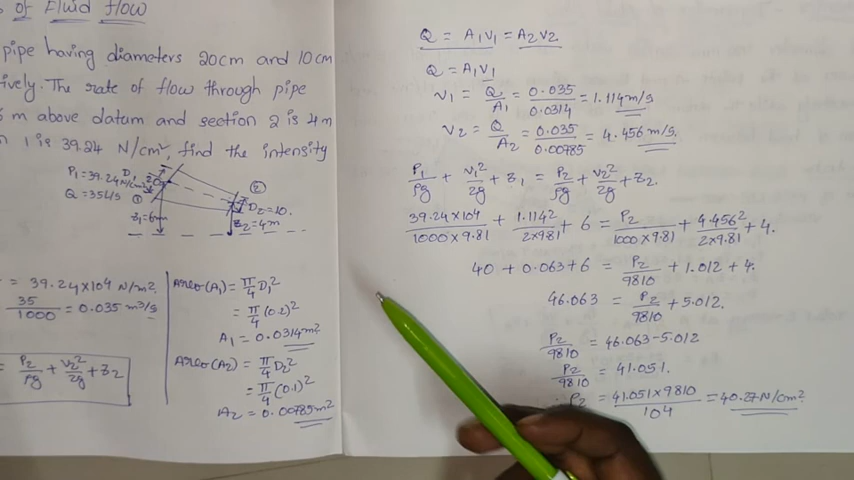 of Fluid flow
pipe having diameters 20cm and 10cm
ively. The rate of flow through pipe
m above datum and section 2 is 4m
1 is 39.24 N/cm², find the intensity
P₁=39.24 N/cm²
Q=35L/s
①
②
D₂=10.
Z₁=6m
Z₂=4m
= 39.24×10⁴ N/m²
35/1000 = 0.035 m³/s
= P₂/ρg + V₂²/2g + Z₂
Area(A₁) = π/4 D₁²
= π/4 (0.2)²
A₁ = 0.0314m²
Area(A₂) = π/4 D₂²
= π/4 (0.1)²
A₂ = 0.00785m²
Q = A₁V₁ = A₂V₂
Q = A₁V₁
V₁ = Q/A₁ = 0.035/0.0314 = 1.114m/s
V₂ = Q/A₂ = 0.035/0.00785 = 4.456m/s.
P₁/ρg + V₁²/2g + Z₁ = P₂/ρg + V₂²/2g + Z₂.
39.24×10⁴/1000×9.81 + 1.114²/2×9.81 + 6 = P₂/1000×9.81 + 4.456²/2×9.81 + 4.
40 + 0.063 + 6 = P₂/9810 + 1.012 + 4.
46.063 = P₂/9810 + 5.012.
P₂/9810 = 46.063-5.012
P₂/9810 = 41.051.
P₂ = 41.051×9810/10⁴ = 40.27N/cm²